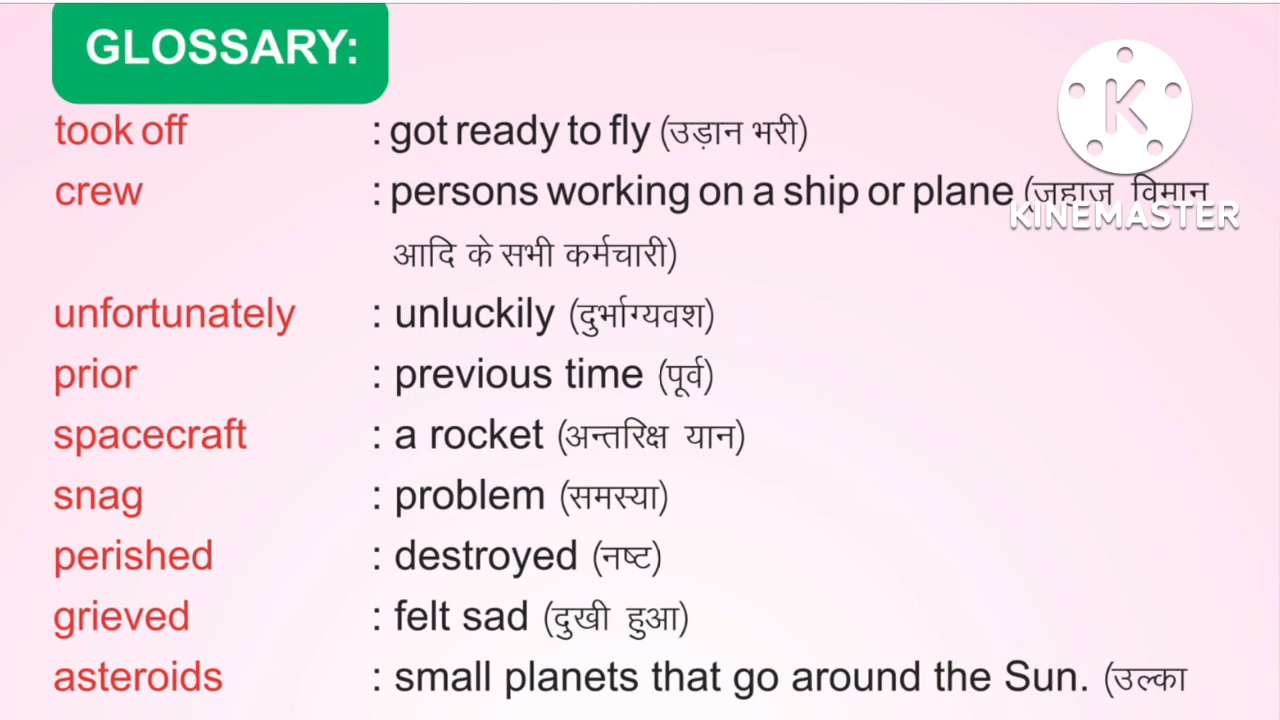 GLOSSARY:
took off : got ready to fly (उड़ान भरी)
crew : persons working on a ship or plane (जहाज विमान
KINEMASTER
आदि के सभी कर्मचारी)
unfortunately : unluckily (दुर्भाग्यवश)
prior : previous time (पूर्व)
spacecraft : a rocket (अन्तरिक्ष यान)
snag : problem (समस्या)
perished : destroyed (नष्ट)
grieved : felt sad (दुखी हुआ)
asteroids : small planets that go around the Sun. (उल्का